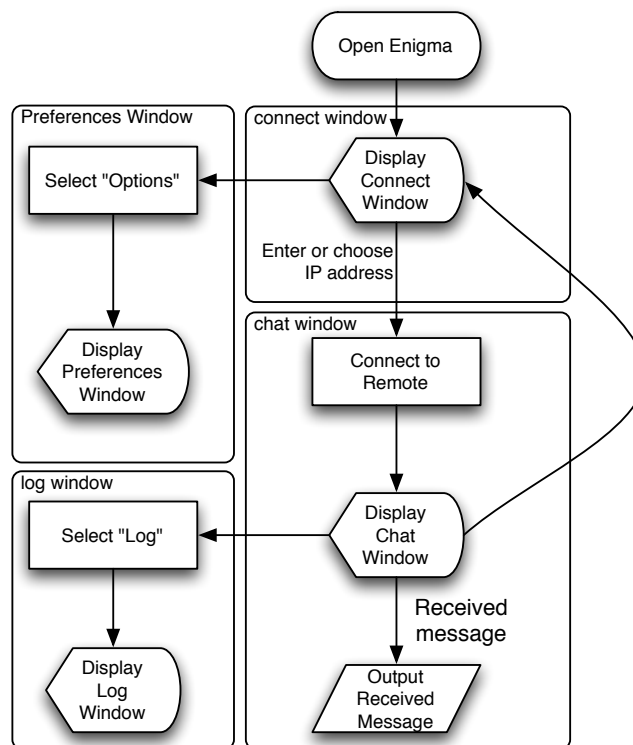 Open Enigma
Preferences Window
Select "Options"
Display
Preferences
Window
connect window
Display
Connect
Window
Enter or choose
IP address
chat window
Connect to
Remote
Display
Chat
Window
Received
message
Output
Received
Message
log window
Select "Log"
Display
Log
Window